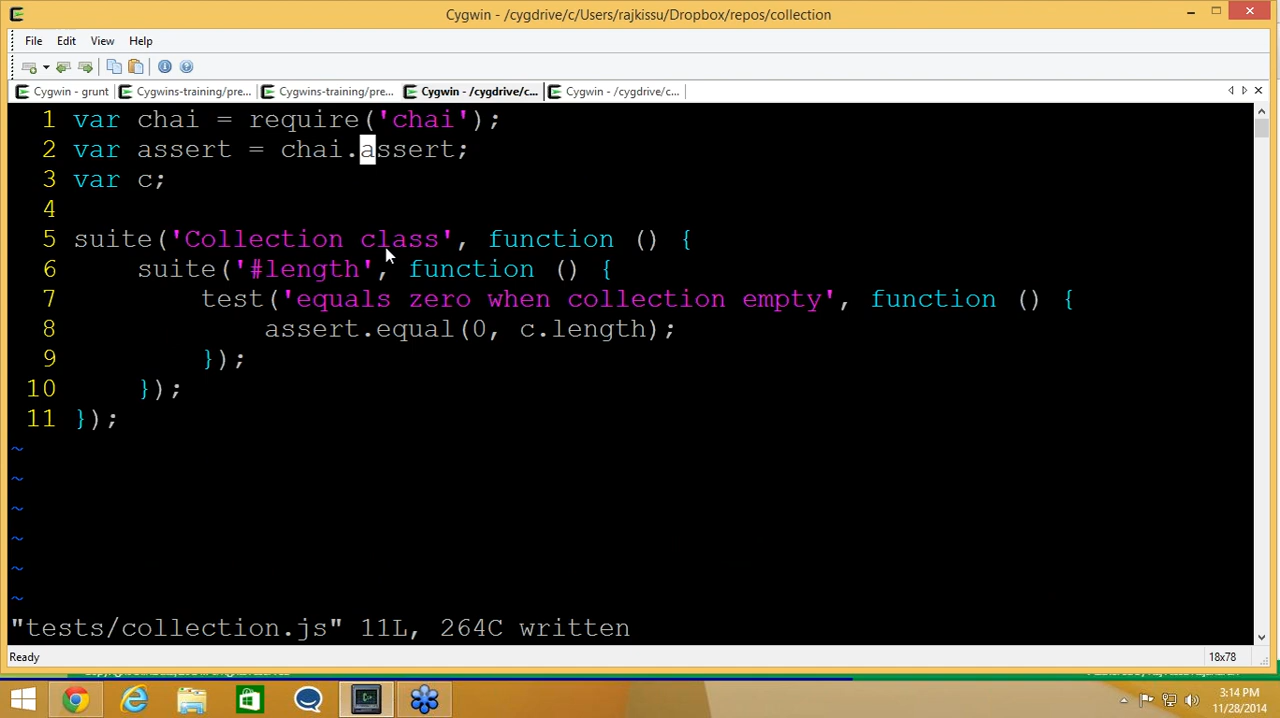 Cygwin - /cygdrive/c/Users/rajkissu/Dropbox/repos/collection
File Edit View Help
Cygwin - grunt Cygwins-training/pre... Cygwins-training/pre... Cygwin - /cygdrive/c... Cygwin - /cygdrive/c...
1 var chai = require('chai');
2 var assert = chai.assert;
3 var c;
4
5 suite('Collection class', function () {
6     suite('#length', function () {
7         test('equals zero when collection empty', function () {
8             assert.equal(0, c.length);
9         });
10     });
11 });
~
~
~
~
~
~
"tests/collection.js" 11L, 264C written
Ready 18x78
3:14 PM
11/28/2014